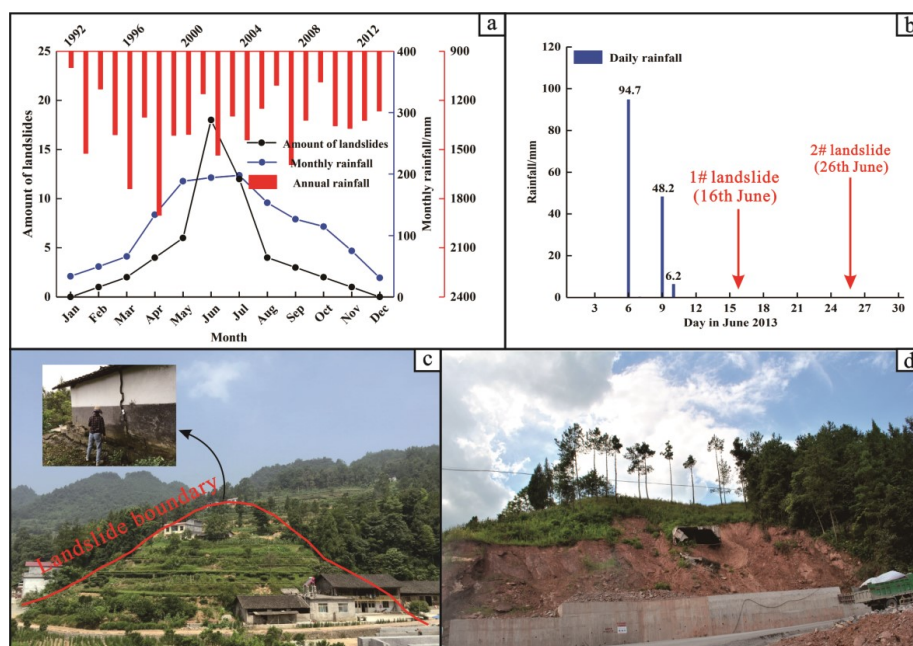 1992 1996 2000 2004 2008 2012
a
25 400 900
20 300 1200
15 1500
10 200 1800
5 100 2100
0 0 2400
Amount of landslides
Monthly rainfall/mm
Annual rainfall/mm
Amount of landslides
Monthly rainfall
Annual rainfall
Jan Feb Mar Apr May Jun Jul Aug Sep Oct Nov Dec
Month
b
120
100
80
60
40
20
0
Rainfall/mm
Daily rainfall
94.7
48.2
6.2
1# landslide
(16th June)
2# landslide
(26th June)
3 6 9 12 15 18 21 24 27 30
Day in June 2013
c
Landslide boundary
d